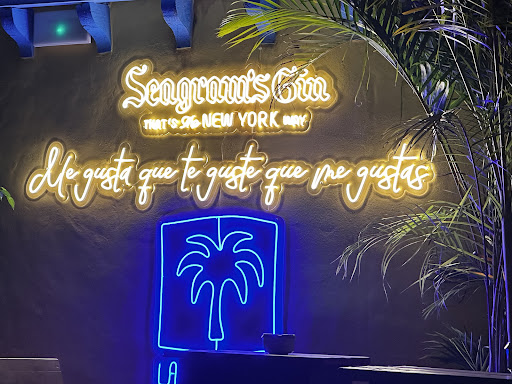 Seagram's Gin
THAT'S THE NEW YORK WAY
Me gusta que te guste que me gustas